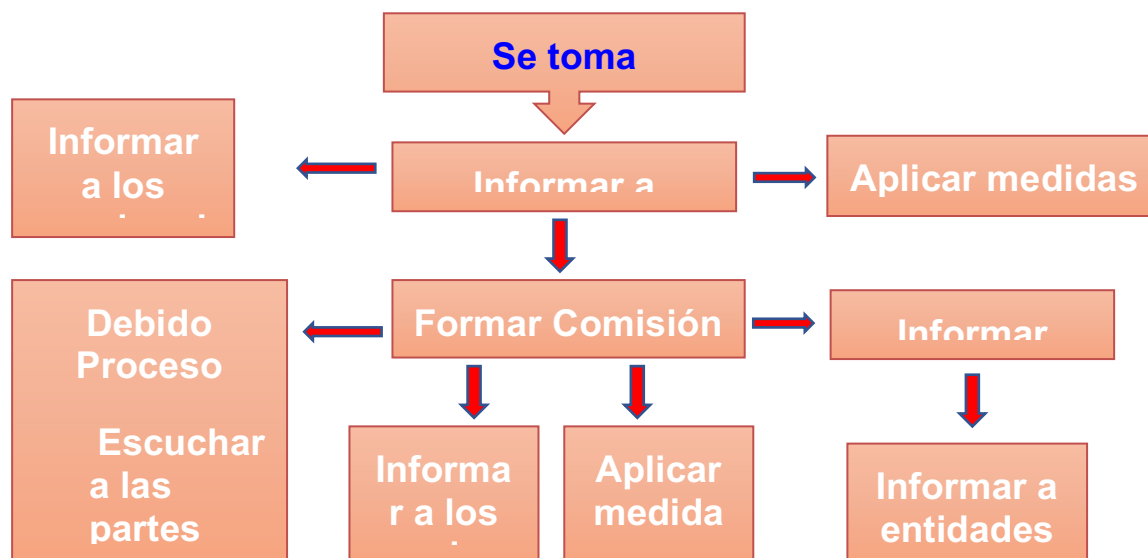 Se toma
Informar
a los
Informar a
Aplicar medidas
Debido
Proceso
Escuchar
a las
partes
Formar Comisión
Informar
Informa
r a los
Aplicar
medida
Informar a
entidades